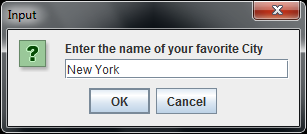 Input
Enter the name of your favorite City
New York
OK Cancel